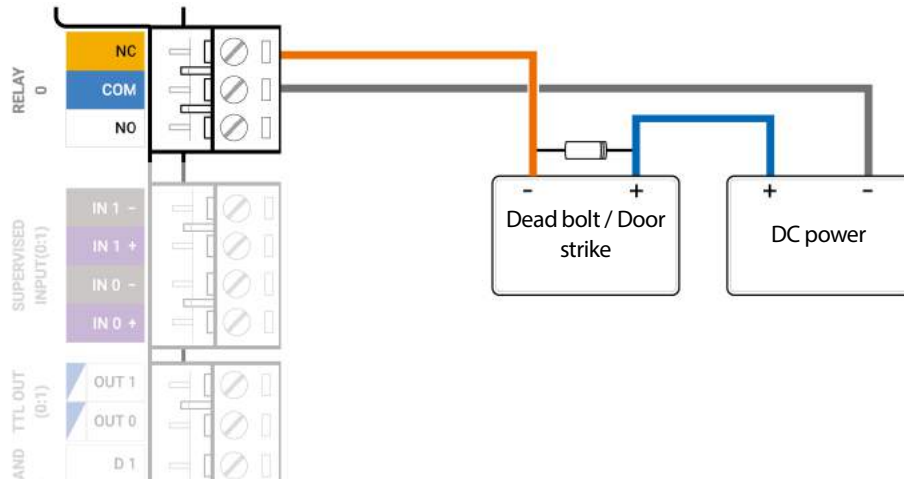 RELAY
0
NC
COM
NO
- +
Dead bolt / Door
strike
+ -
DC power
SUPERVISED
INPUT(0:1)
IN 1 -
IN 1 +
IN 0 -
IN 0 +
TTL OUT
(0:1)
OUT 1
OUT 0
AND
D 1